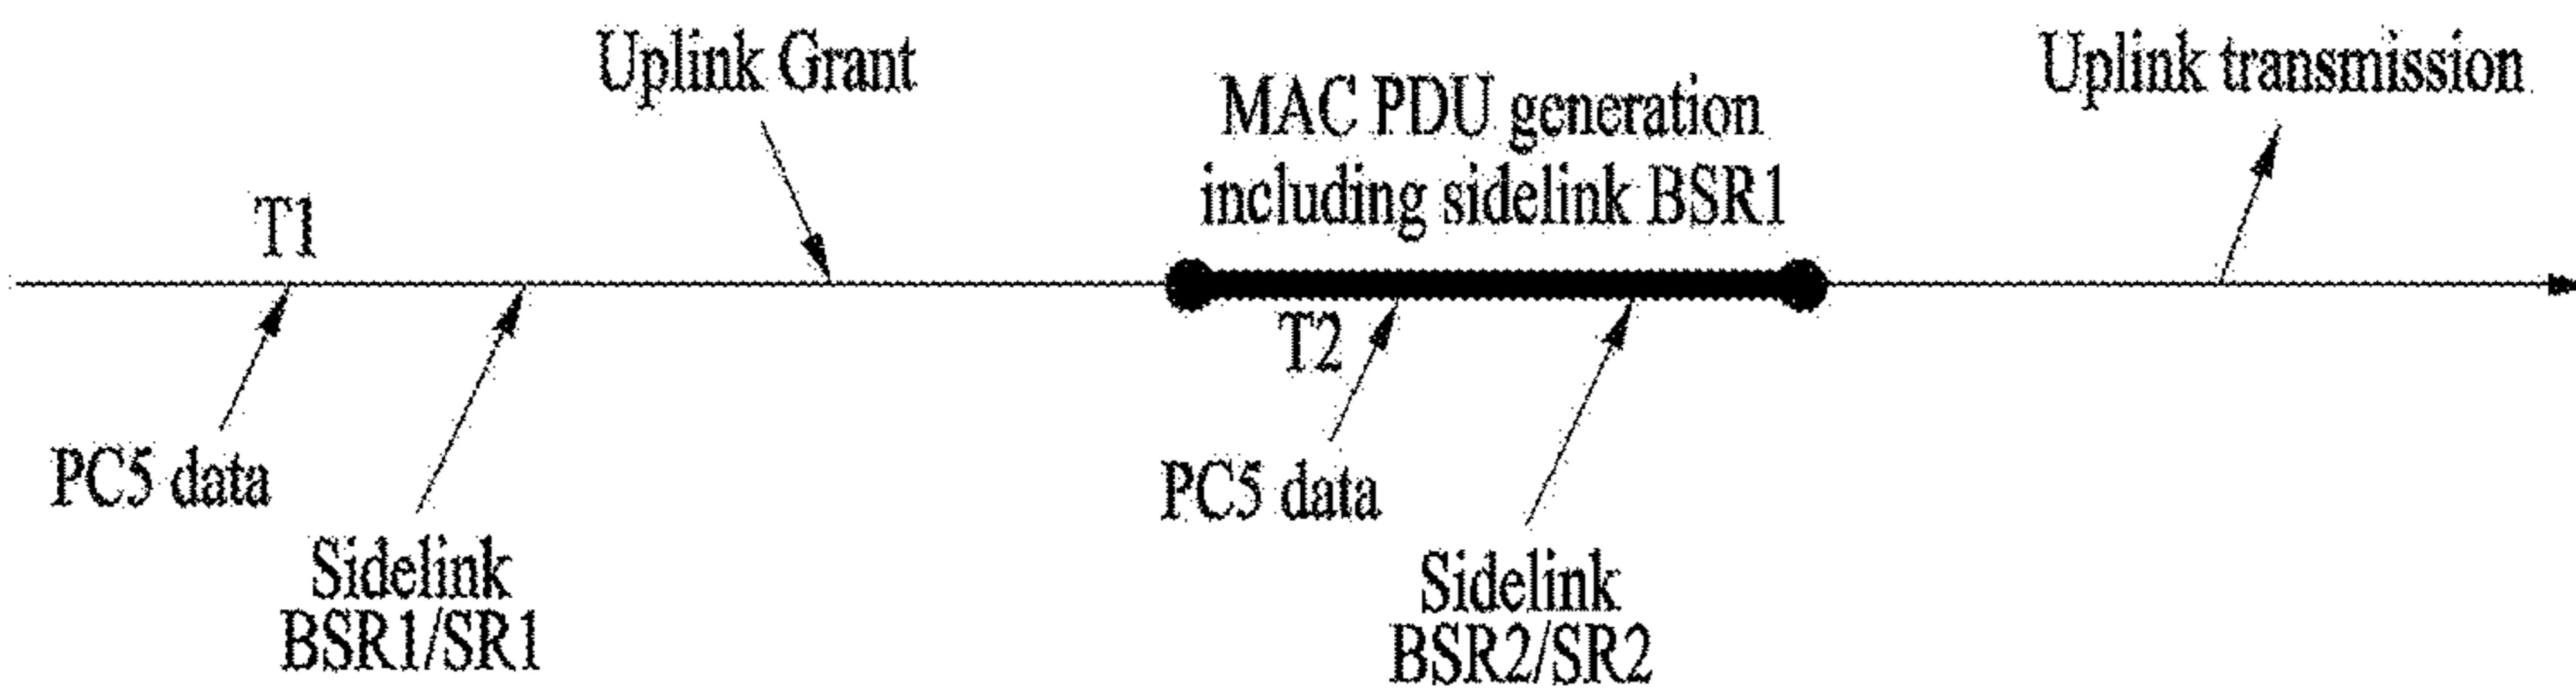 Uplink Grant
MAC PDU generation
including sidelink BSR1
Uplink transmission
T1
T2
PC5 data
Sidelink
BSR1/SR1
PC5 data
Sidelink
BSR2/SR2